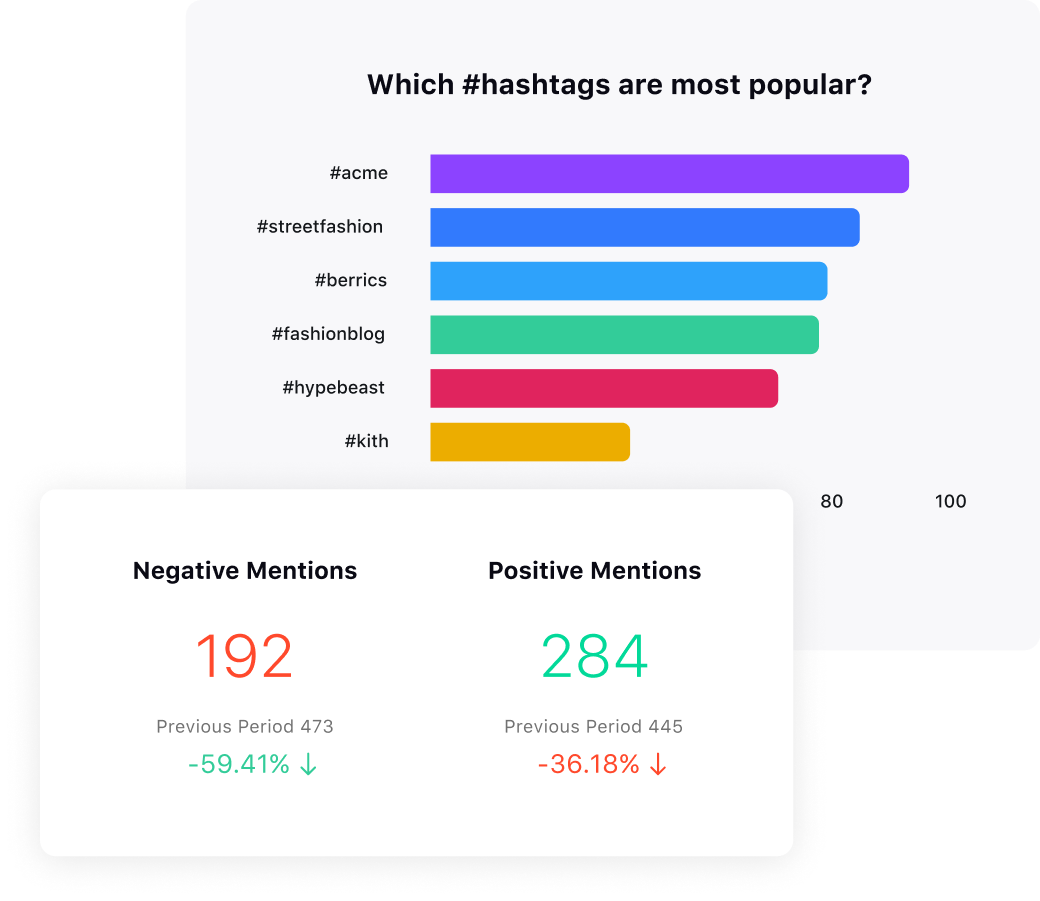 Which #hashtags are most popular?
#acme
#streetfashion
#berrics
#fashionblog
#hypebeast
#kith
80 100
Negative Mentions Positive Mentions
192 284
Previous Period 473 Previous Period 445
-59.41% ↓ -36.18% ↓